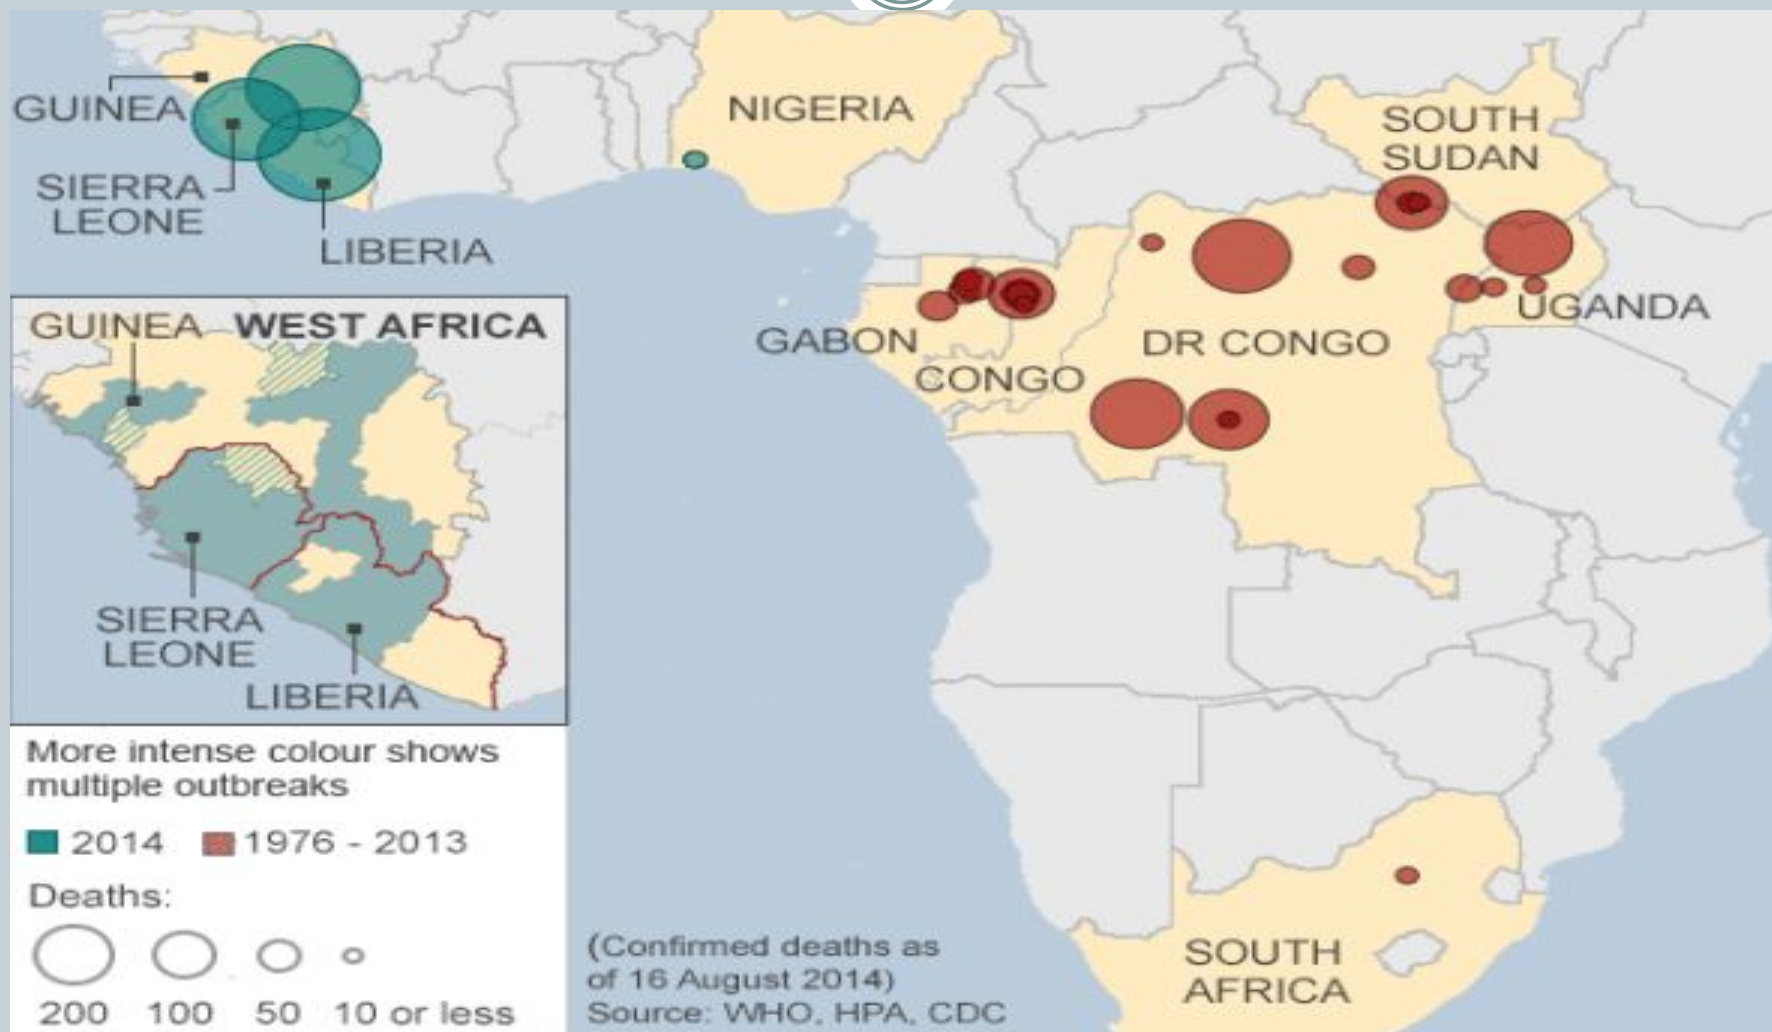 GUINEA
SIERRA
LEONE
LIBERIA
NIGERIA
SOUTH
SUDAN
GABON
CONGO
DR CONGO
UGANDA
GUINEA
WEST AFRICA
SIERRA
LEONE
LIBERIA
More intense colour shows
multiple outbreaks
2014
1976 - 2013
Deaths:
200 100 50 10 or less
(Confirmed deaths as
of 16 August 2014)
Source: WHO, HPA, CDC
SOUTH
AFRICA